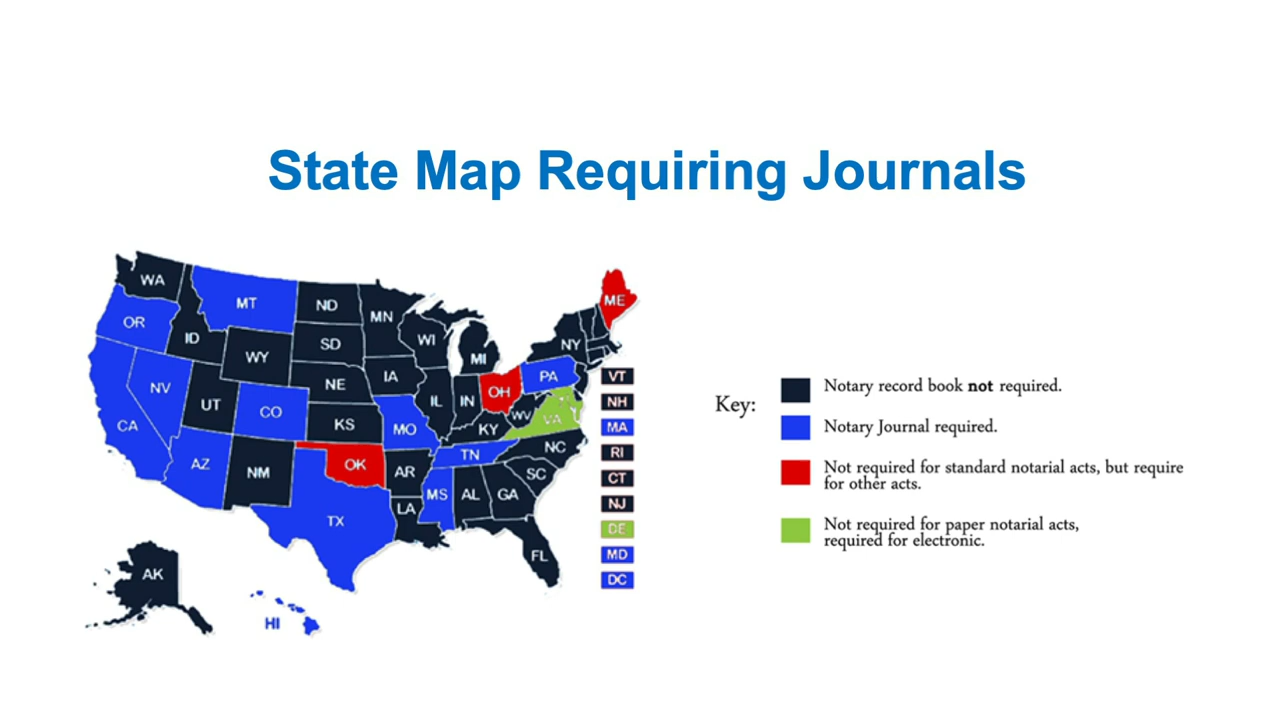 State Map Requiring Journals
WA
MT
ND
MN
ME
OR
ID
SD
WI
MI
NY
WY
NE
IA
PA
VT
NV
UT
CO
IL
IN
OH
NH
KS
MO
WV
VA
MA
CA
KY
RI
AZ
NM
OK
AR
TN
NC
CT
SC
MS
AL
GA
NJ
TX
LA
DE
FL
MD
AK
DC
HI
Key:
Notary record book not required.
Notary Journal required.
Not required for standard notarial acts, but require
for other acts.
Not required for paper notarial acts,
required for electronic.